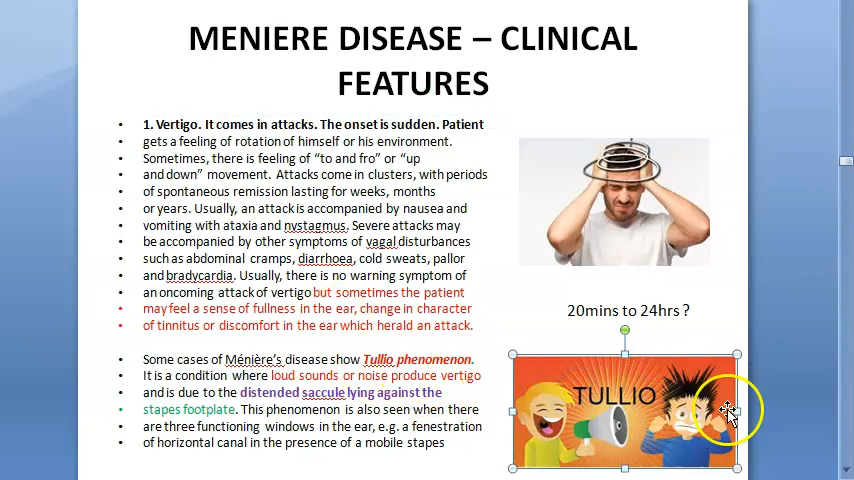 MENIERE DISEASE – CLINICAL
FEATURES
• 1. Vertigo. It comes in attacks. The onset is sudden. Patient
• gets a feeling of rotation of himself or his environment.
• Sometimes, there is feeling of “to and fro” or “up
• and down” movement. Attacks come in clusters, with periods
• of spontaneous remission lasting for weeks, months
• or years. Usually, an attack is accompanied by nausea and
• vomiting with ataxia and nystagmus. Severe attacks may
• be accompanied by other symptoms of vagal disturbances
• such as abdominal cramps, diarrhoea, cold sweats, pallor
• and bradycardia. Usually, there is no warning symptom of
• an oncoming attack of vertigo but sometimes the patient
• may feel a sense of fullness in the ear, change in character
• of tinnitus or discomfort in the ear which herald an attack.
• Some cases of Ménière’s disease show Tullio phenomenon.
• It is a condition where loud sounds or noise produce vertigo
• and is due to the distended saccule lying against the
• stapes footplate. This phenomenon is also seen when there
• are three functioning windows in the ear, e.g. a fenestration
• of horizontal canal in the presence of a mobile stapes
20mins to 24hrs ?
TULLIO